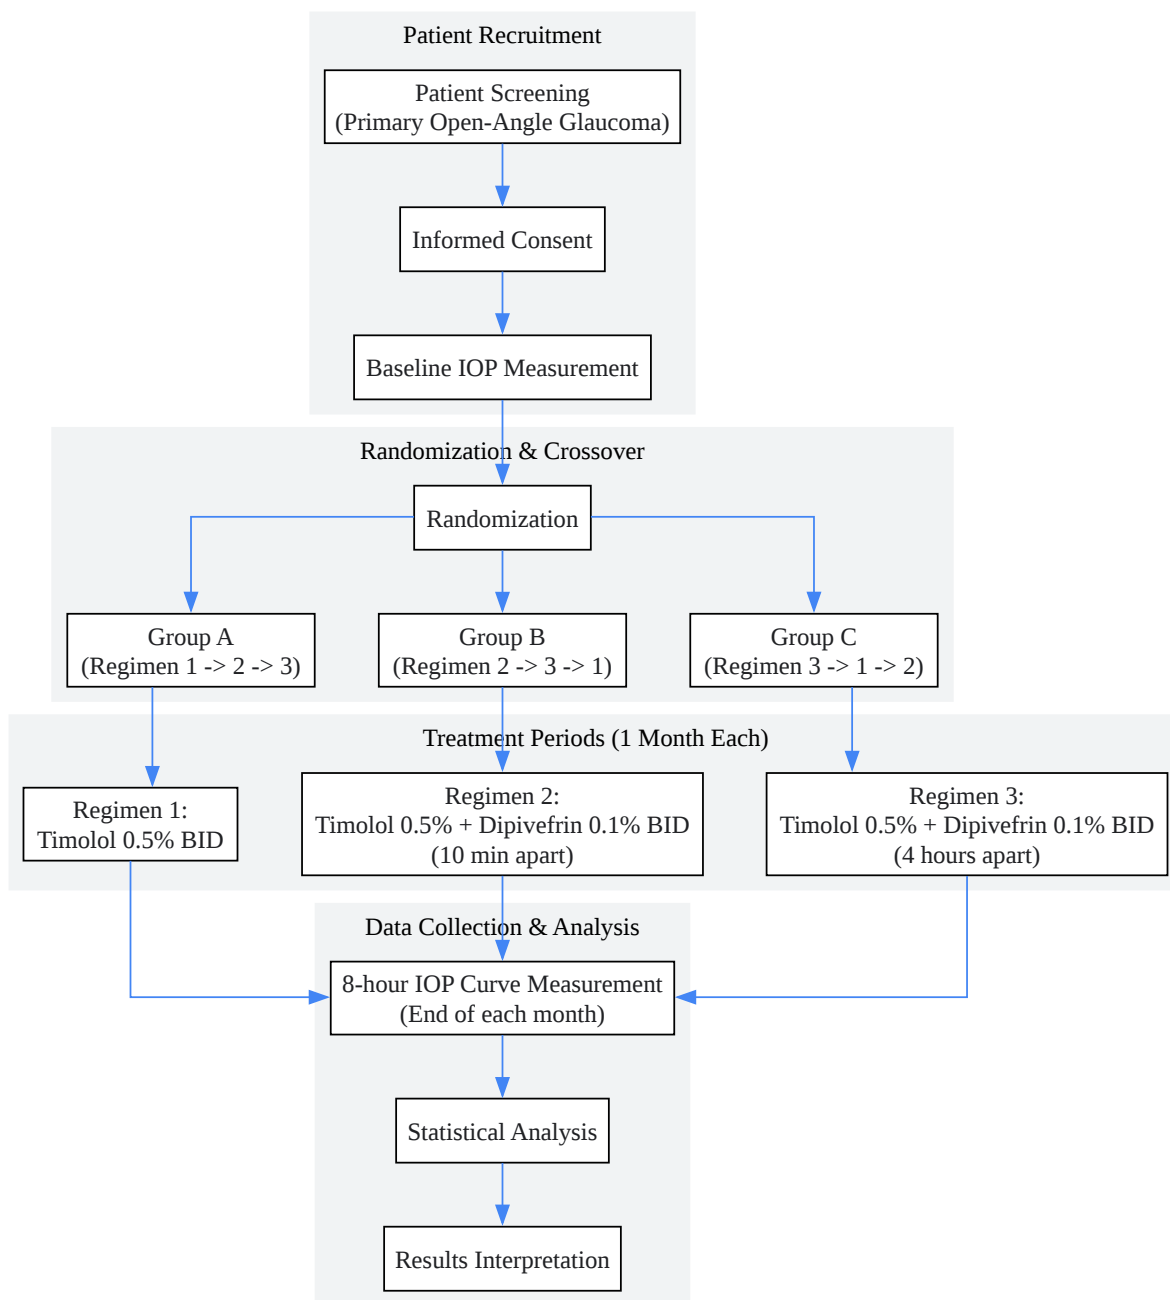 Patient Recruitment
Patient Screening
(Primary Open-Angle Glaucoma)
Informed Consent
Baseline IOP Measurement
Randomization & Crossover
Randomization
Group A
(Regimen 1 -> 2 -> 3)
Group B
(Regimen 2 -> 3 -> 1)
Group C
(Regimen 3 -> 1 -> 2)
Treatment Periods (1 Month Each)
Regimen 1:
Timolol 0.5% BID
Regimen 2:
Timolol 0.5% + Dipivefrin 0.1% BID
(10 min apart)
Regimen 3:
Timolol 0.5% + Dipivefrin 0.1% BID
(4 hours apart)
Data Collection & Analysis
8-hour IOP Curve Measurement
(End of each month)
Statistical Analysis
Results Interpretation